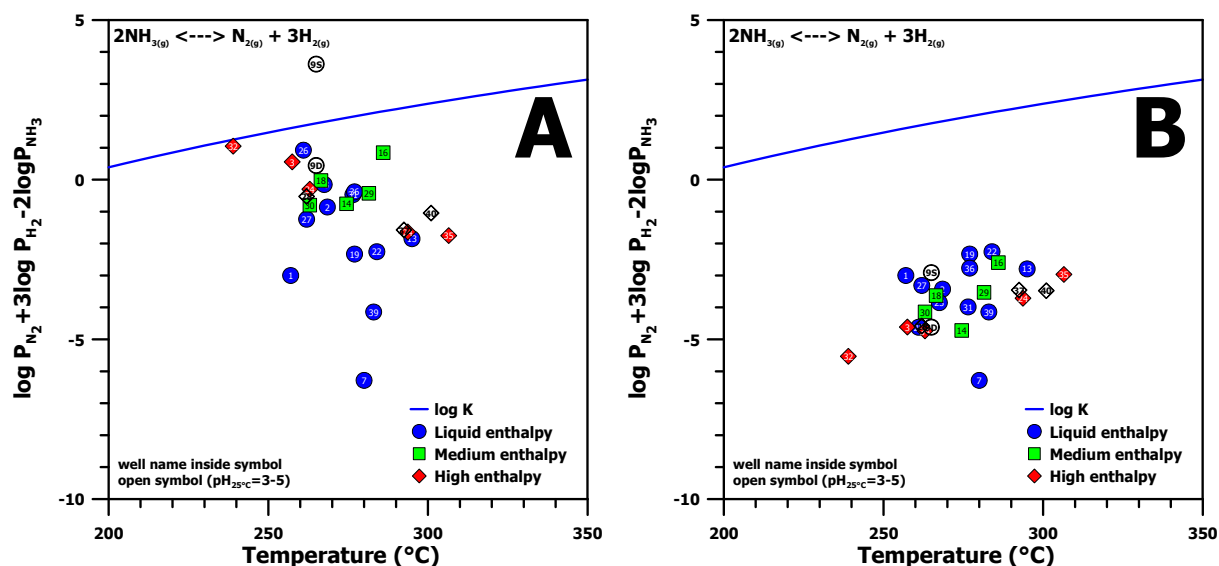 2NH3(g) <---> N2(g) + 3H2(g)
A
5
0
-5
-10
log PN2+3log PH2-2logPNH3
9S
32
26
3
9D
16
18
36
29
30
14
2
27
40
35
13
19
22
1
39
7
log K
Liquid enthalpy
Medium enthalpy
High enthalpy
well name inside symbol
open symbol (pH25°C=3-5)
200
250
300
350
Temperature (°C)
2NH3(g) <---> N2(g) + 3H2(g)
B
5
0
-5
-10
log PN2+3log PH2-2logPNH3
19
22
16
36
13
1
9S
35
27
18
29
37
40
24
31
30
39
3
14
32
7
log K
Liquid enthalpy
Medium enthalpy
High enthalpy
well name inside symbol
open symbol (pH25°C=3-5)
200
250
300
350
Temperature (°C)